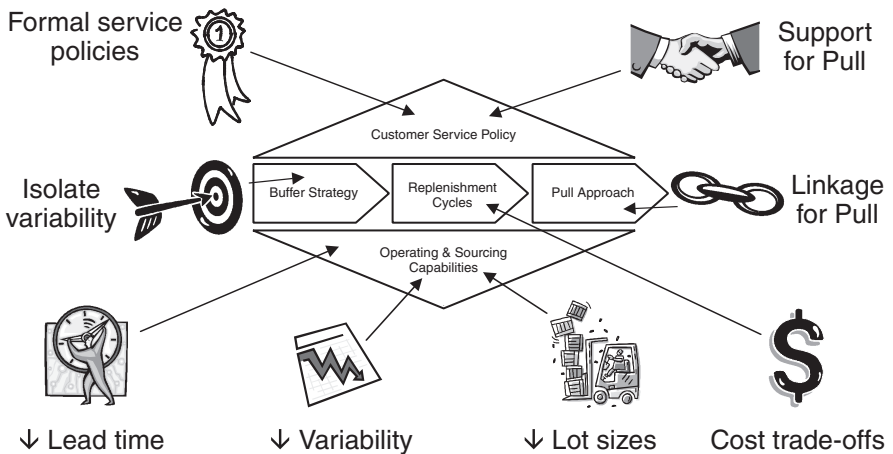 Formal service
policies
1
Support
for Pull
Customer Service Policy
Isolate
variability
Buffer Strategy
Replenishment
Cycles
Pull Approach
Linkage
for Pull
Operating & Sourcing
Capabilities
$
↓ Lead time
↓ Variability
↓ Lot sizes
Cost trade-offs